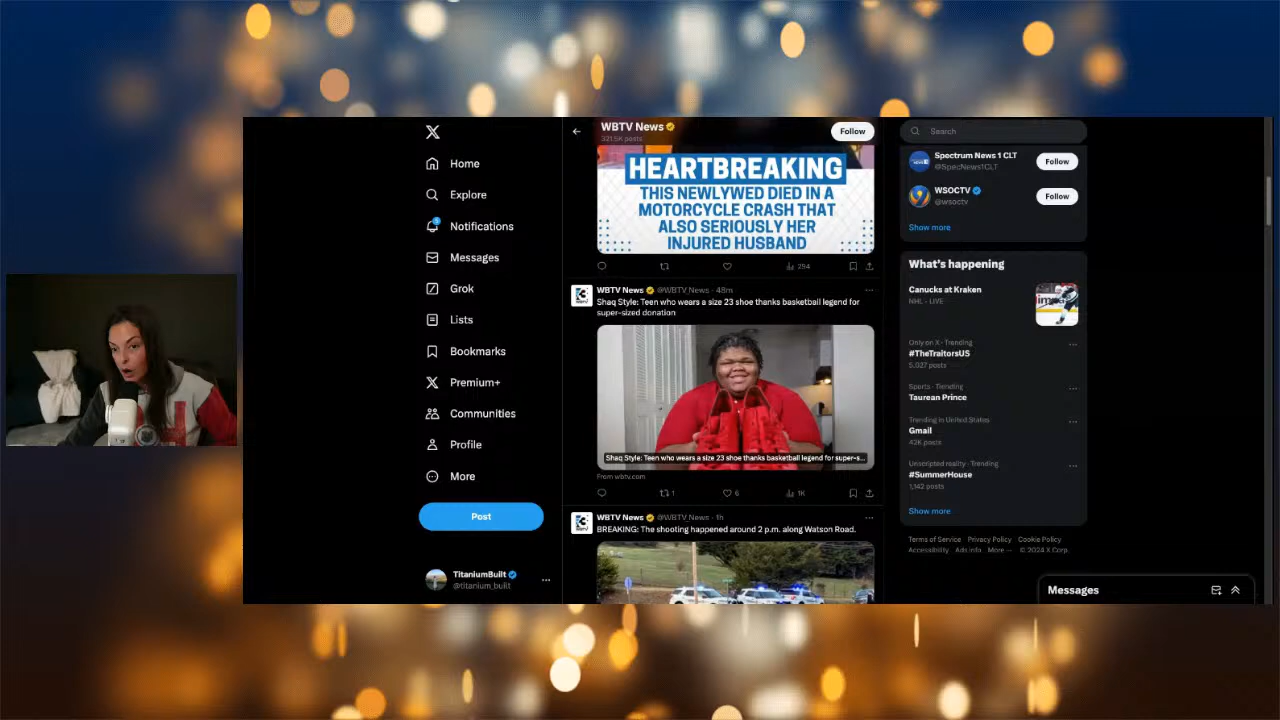 Home
Explore
Notifications
Messages
Grok
Lists
Bookmarks
Premium+
Communities
Profile
More
Post
TitaniumBuilt
@titanium_built
WBTV News
321.5K posts
Follow
HEARTBREAKING
THIS NEWLYWED DIED IN A
MOTORCYCLE CRASH THAT
ALSO SERIOUSLY HER
INJURED HUSBAND
294
WBTV News @WBTV_News · 48m
Shaq Style: Teen who wears a size 23 shoe thanks basketball legend for
super-sized donation
Shaq Style: Teen who wears a size 23 shoe thanks basketball legend for super-s...
From wbtv.com
1 6 1K
WBTV News @WBTV_News · 1h
BREAKING: The shooting happened around 2 p.m. along Watson Road.
Search
Spectrum News 1 CLT
@SpecNews1CLT
Follow
WSOCTV
@wsoctv
Follow
Show more
What's happening
Canucks at Kraken
NHL · LIVE
Only on X · Trending
#TheTraitorsUS
5,027 posts
Sports · Trending
Taurean Prince
Trending in United States
Gmail
42K posts
Unscripted reality · Trending
#SummerHouse
1,142 posts
Show more
Terms of Service Privacy Policy Cookie Policy
Accessibility Ads info More ··· © 2024 X Corp.
Messages